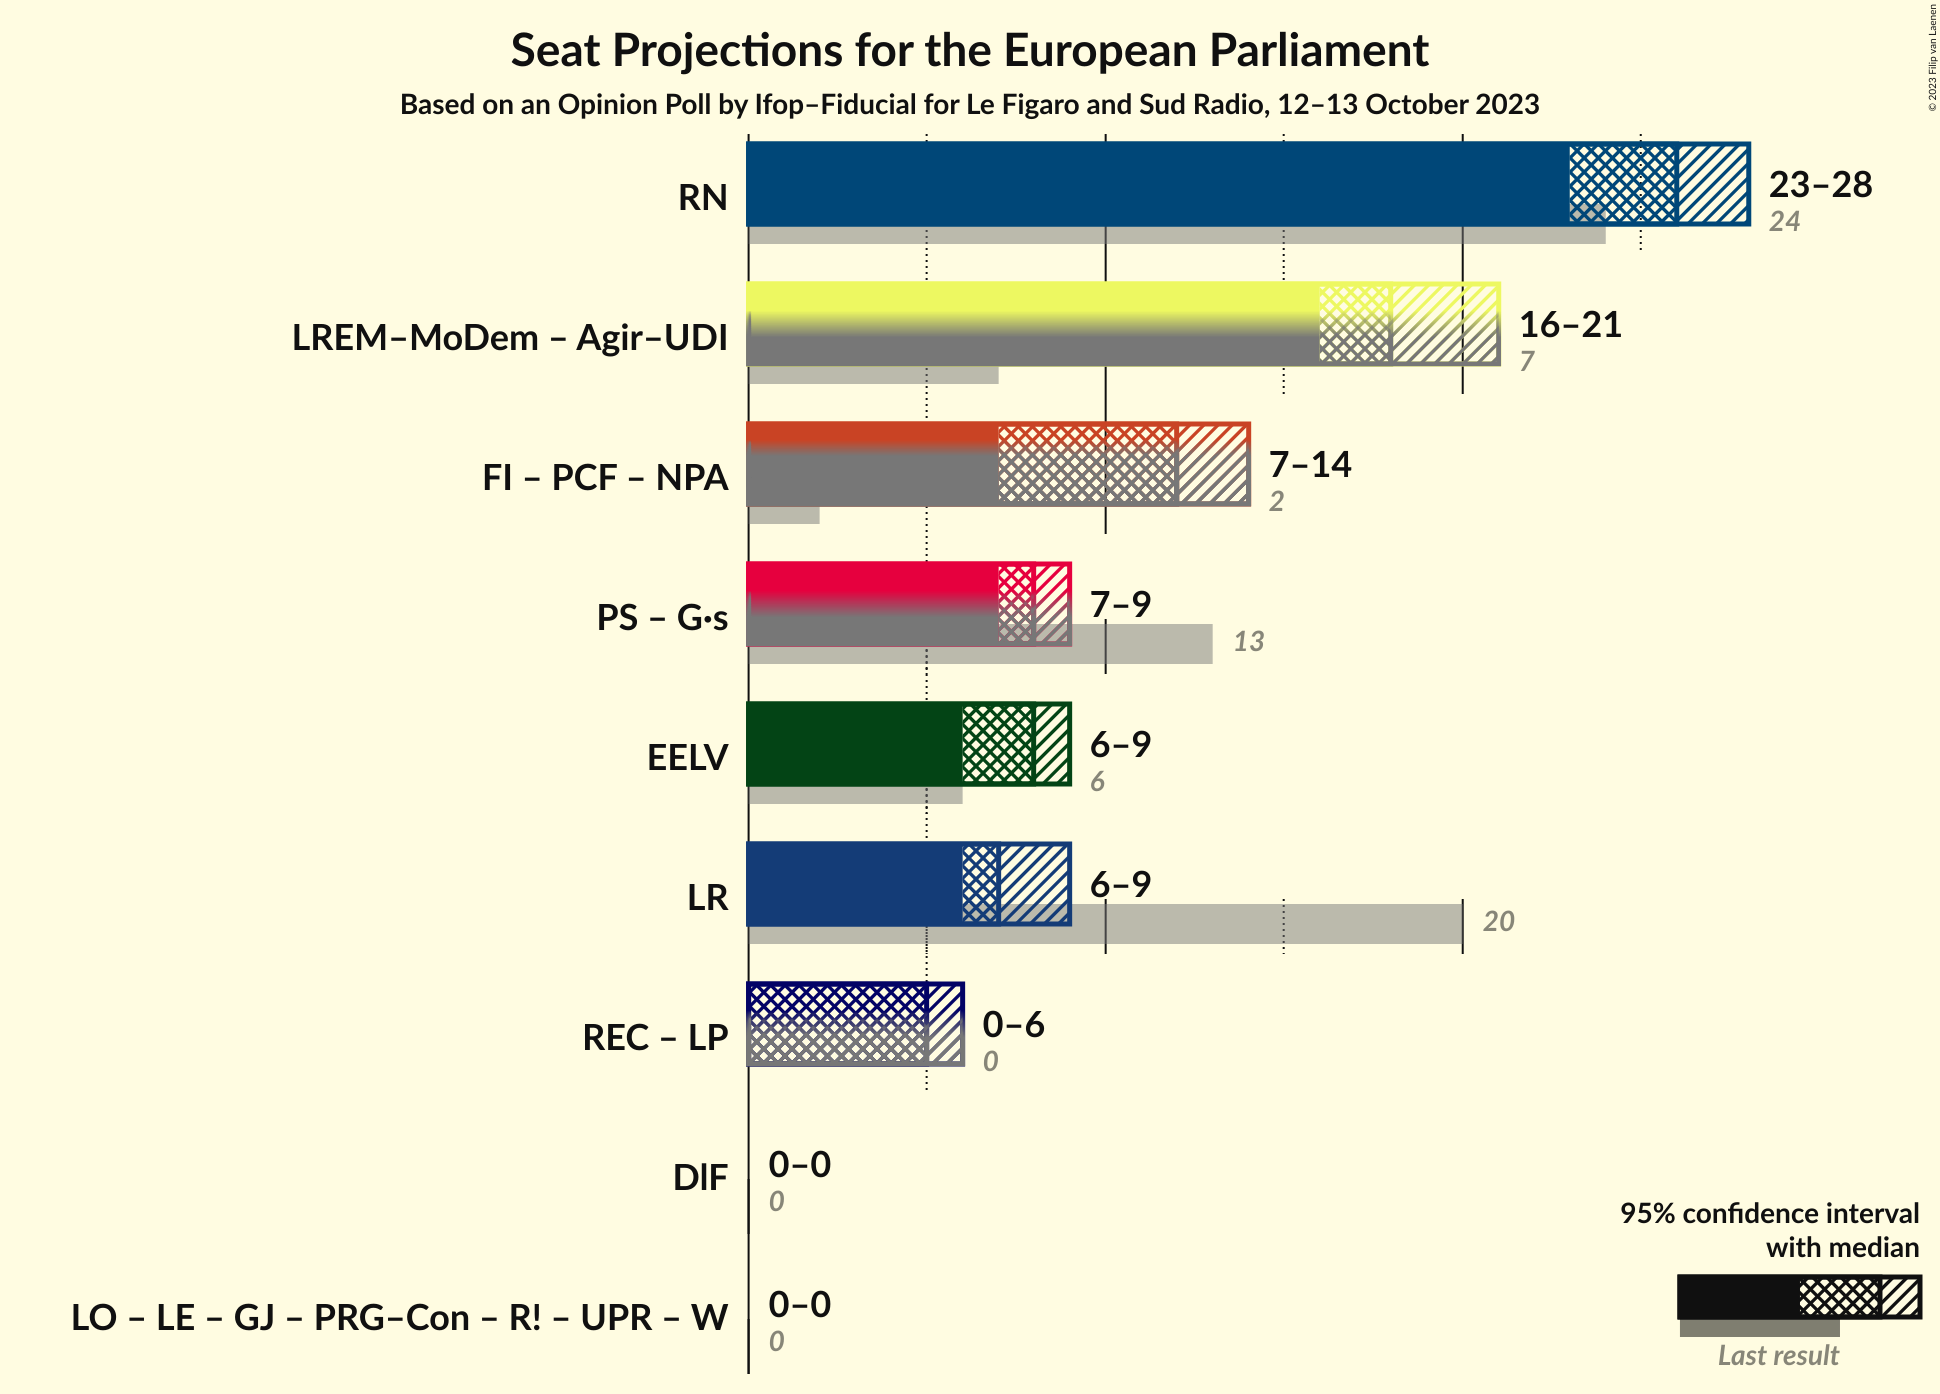 Seat Projections for the European Parliament
Based on an Opinion Poll by Ifop–Fiducial for Le Figaro and Sud Radio, 12–13 October 2023
© 2023 Filip van Laenen
RN
23–28
24
LREM–MoDem – Agir–UDI
16–21
7
FI – PCF – NPA
7–14
2
PS – G·s
7–9
13
EELV
6–9
6
LR
6–9
20
REC – LP
0–6
0
DIF
0–0
0
LO – LE – GJ – PRG–Con – R! – UPR – W
0–0
0
95% confidence interval
with median
Last result